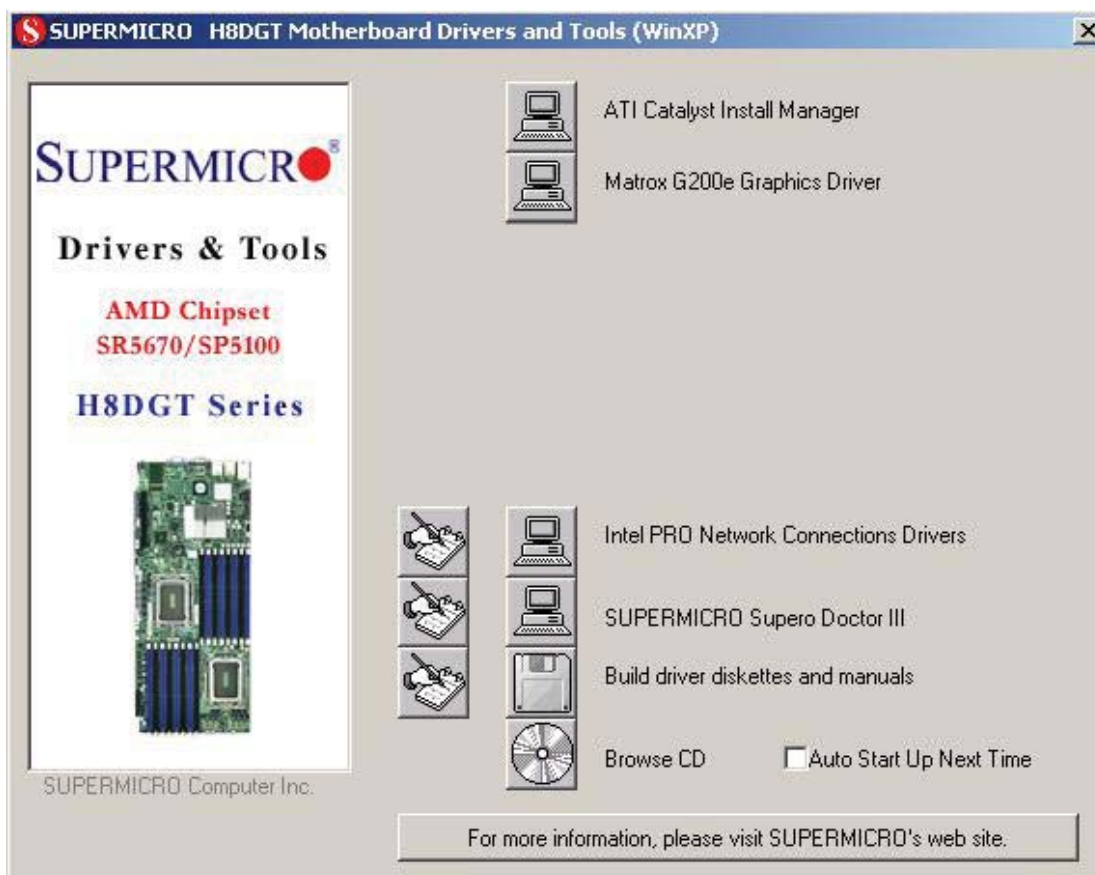 SUPERMICRO H8DGT Motherboard Drivers and Tools (WinXP)
SUPERMICRO®
Drivers & Tools
AMD Chipset
SR5670/SP5100
H8DGT Series
SUPERMICRO Computer Inc.
ATI Catalyst Install Manager
Matrox G200e Graphics Driver
Intel PRO Network Connections Drivers
SUPERMICRO Supero Doctor III
Build driver diskettes and manuals
Browse CD
Auto Start Up Next Time
For more information, please visit SUPERMICRO's web site.